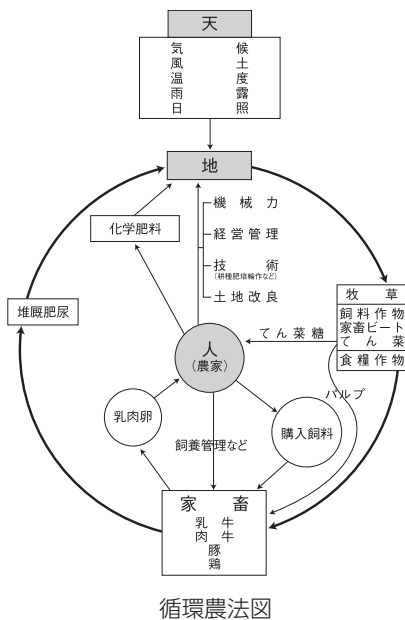 天
気候
風土
温度
雨露
日照
地
機械力
化学肥料
経営管理
技術
(耕種肥培輪作など)
土地改良
牧草
飼料作物
家畜ビート
てん菜
食糧作物
堆厩肥尿
てん菜糖
人
(農家)
パルプ
乳肉卵
購入飼料
飼養管理など
家畜
乳牛
肉牛
豚
鶏
循環農法図